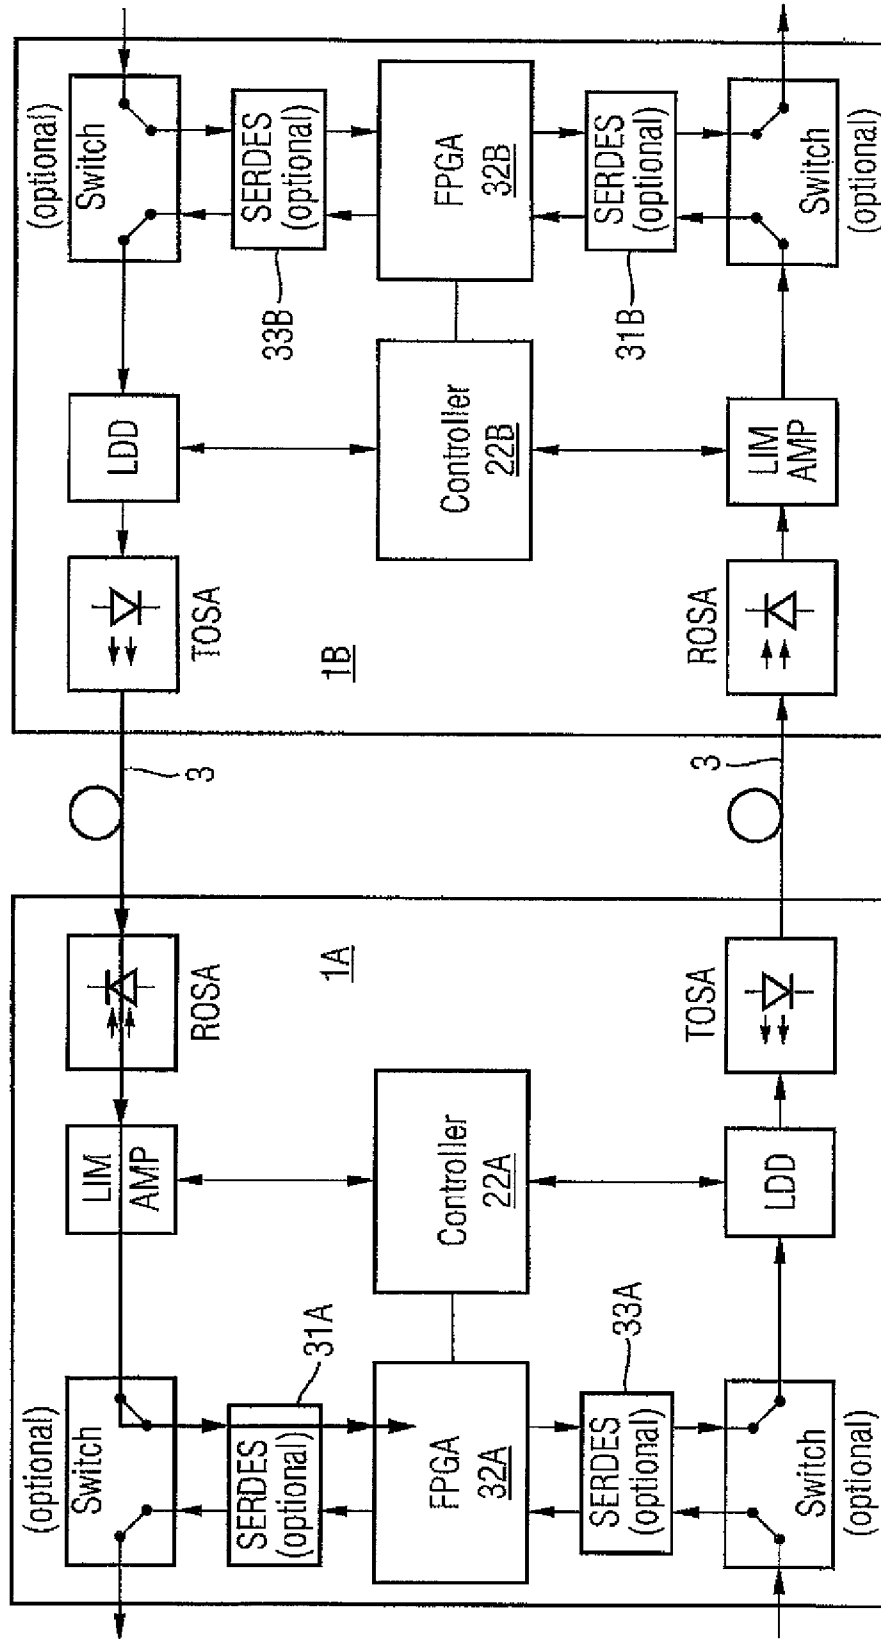 (optional)
Switch
LIM
AMP
ROSA
SERDES
(optional)
31A
FPGA
32A
Controller
22A
1A
SERDES
(optional)
33A
Switch
(optional)
LDD
TOSA
3
3
TOSA
LDD
(optional)
Switch
1B
33B
SERDES
(optional)
Controller
22B
FPGA
32B
31B
SERDES
(optional)
ROSA
LIM
AMP
Switch
(optional)